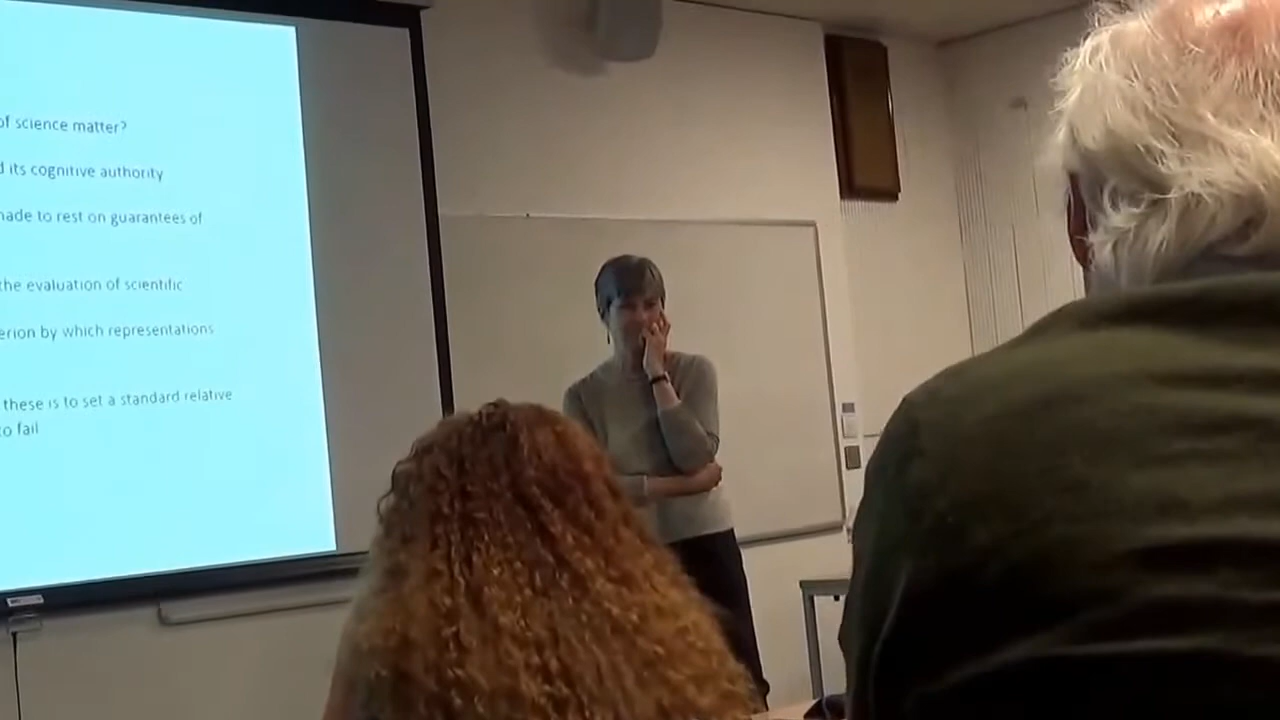 of science matter?
its cognitive authority
made to rest on guarantees of
the evaluation of scientific
by which representations
these is to set a standard relative
to fail